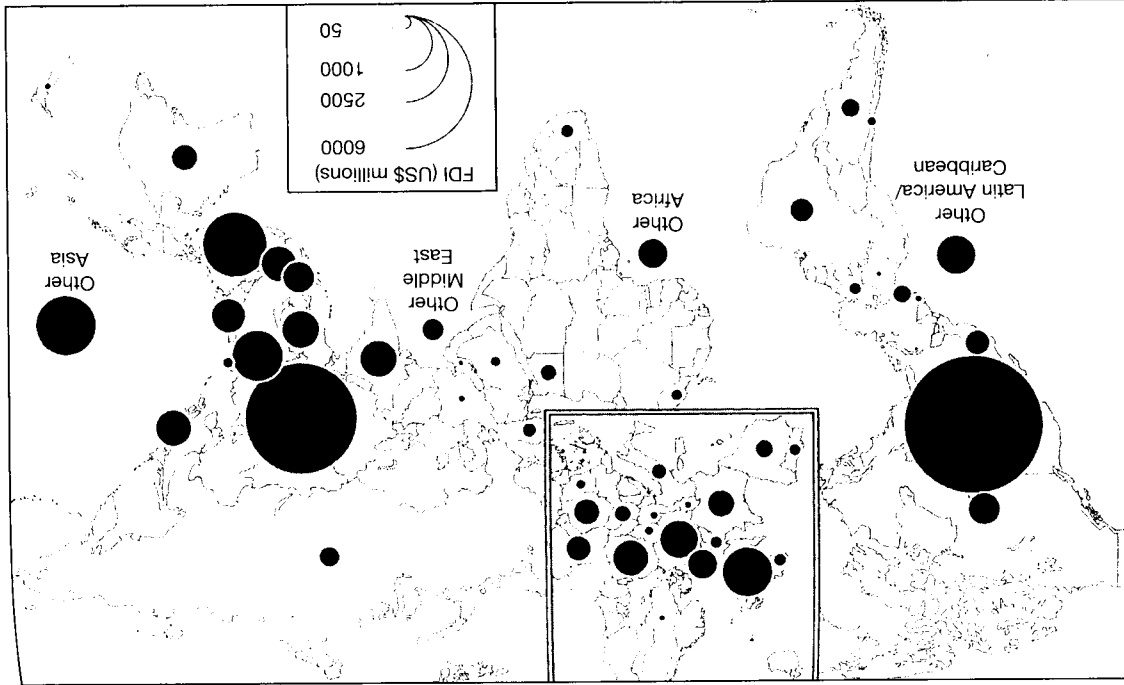 Other
Latin America/
Caribbean
Other
Africa
Other
Middle
East
Other
Asia
FDI (US$ millions)
6000
2500
1000
50